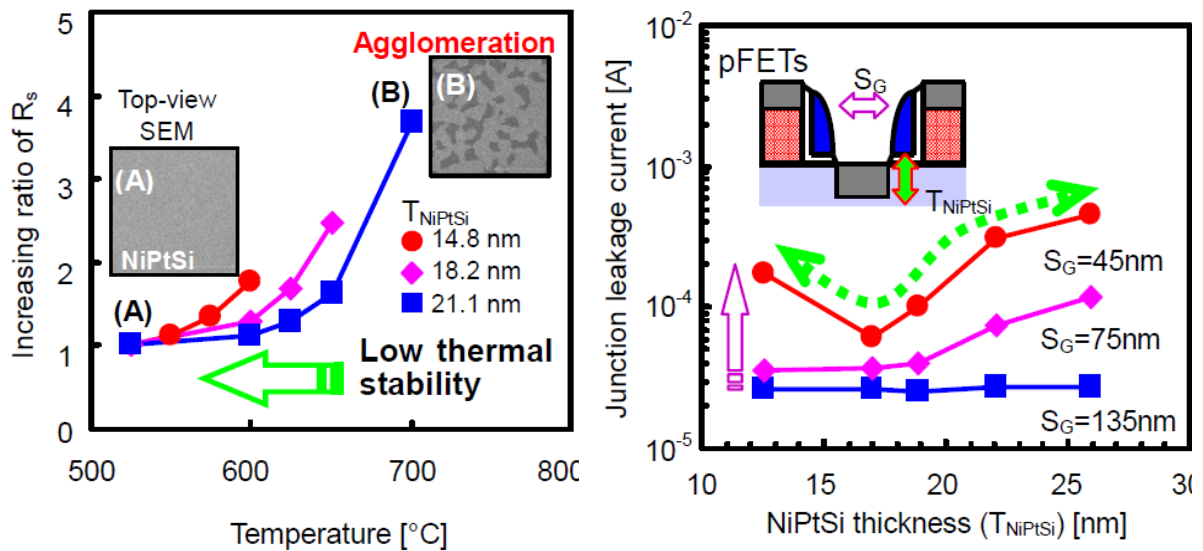 5
4
3
2
1
0
Increasing ratio of Rs
Top-view
SEM
(A)
NiPtSi
Agglomeration
(B)
(B)
TNiPtSi
14.8 nm
18.2 nm
21.1 nm
(A)
Low thermal
stability
500
600
700
800
Temperature [°C]
10-2
10-3
10-4
10-5
Junction leakage current [A]
pFETs
SG
TNiPtSi
SG=45nm
SG=75nm
SG=135nm
10
15
20
25
30
NiPtSi thickness (TNiPtSi) [nm]